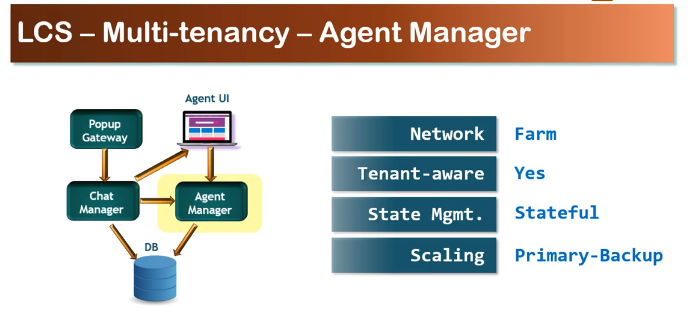 LCS – Multi-tenancy – Agent Manager
Agent UI
Popup
Gateway
Chat
Manager
Agent
Manager
DB
Network Farm
Tenant-aware Yes
State Mgmt. Stateful
Scaling Primary-Backup